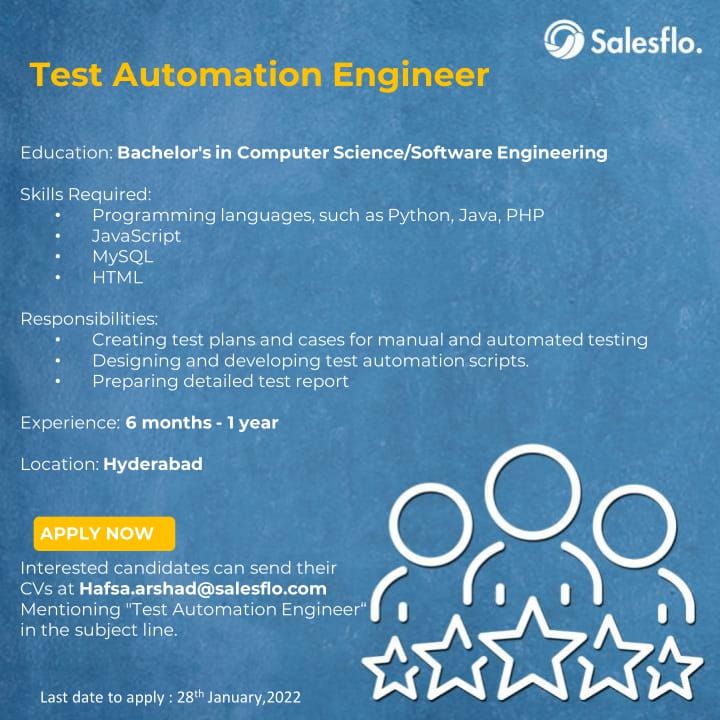 Salesflo.
Test Automation Engineer
Education: Bachelor's in Computer Science/Software Engineering
Skills Required:
• Programming languages, such as Python, Java, PHP
• JavaScript
• MySQL
• HTML
Responsibilities:
• Creating test plans and cases for manual and automated testing
• Designing and developing test automation scripts.
• Preparing detailed test report
Experience: 6 months - 1 year
Location: Hyderabad
APPLY NOW
Interested candidates can send their
CVs at Hafsa.arshad@salesflo.com
Mentioning "Test Automation Engineer“
in the subject line.
Last date to apply : 28th January,2022